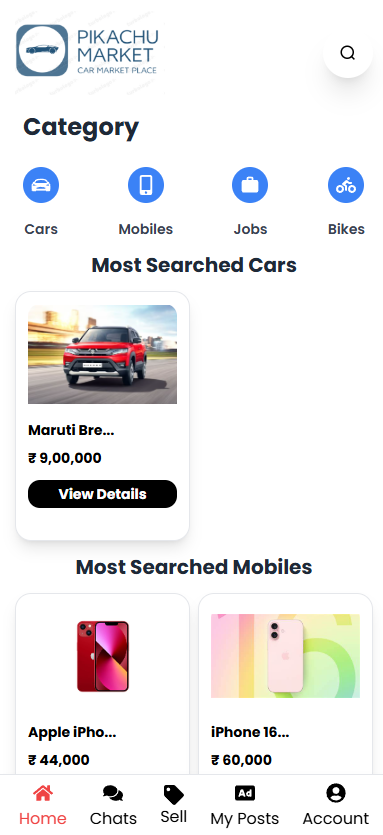 PIKACHU
MARKET
CAR MARKET PLACE
Category
Cars
Mobiles
Jobs
Bikes
Most Searched Cars
Maruti Bre...
₹ 9,00,000
View Details
Most Searched Mobiles
Apple iPho...
iPhone 16...
₹ 44,000
₹ 60,000
Ad
Home
Chats
Sell
My Posts
Account